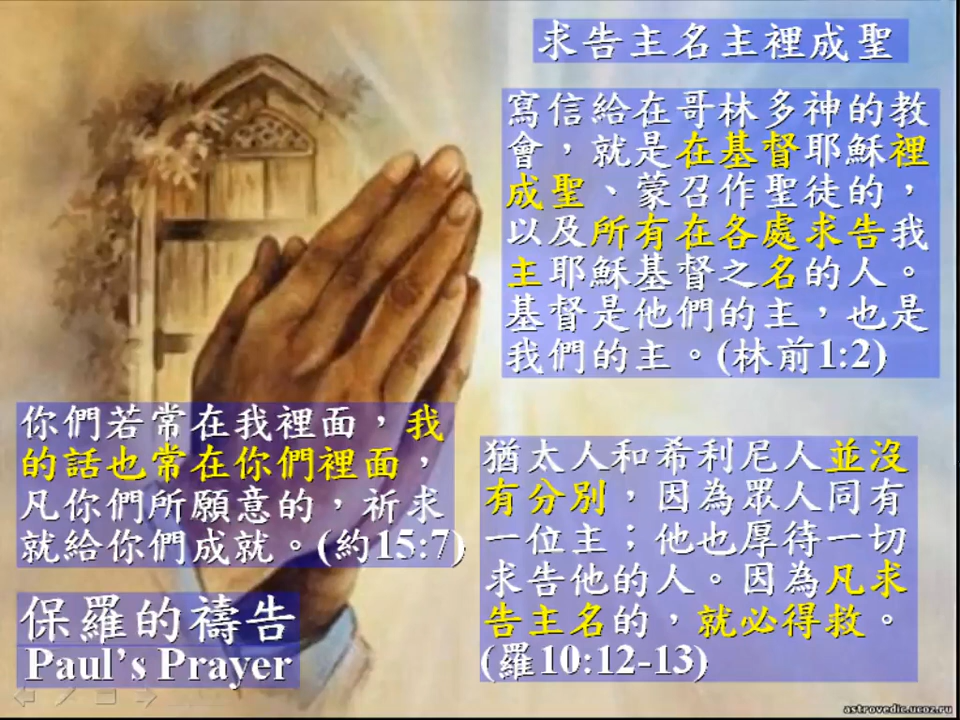 求告主名主裡成聖
寫信給在哥林多神的教
會，就是在基督耶穌裡
成聖、蒙召作聖徒的，
以及所有在各處求告我
主耶穌基督之名的人。
基督是他們的主，也是
我們的主。(林前1:2)
你們若常在我裡面，我
的話也常在你們裡面，
凡你們所願意的，祈求
就給你們成就。(約15:7)
猶太人和希利尼人並沒
有分別，因為眾人同有
一位主；他也厚待一切
求告他的人。因為凡求
告主名的，就必得救。
(羅10:12-13)
保羅的禱告
Paul's Prayer
astrovedic.ucoz.ru